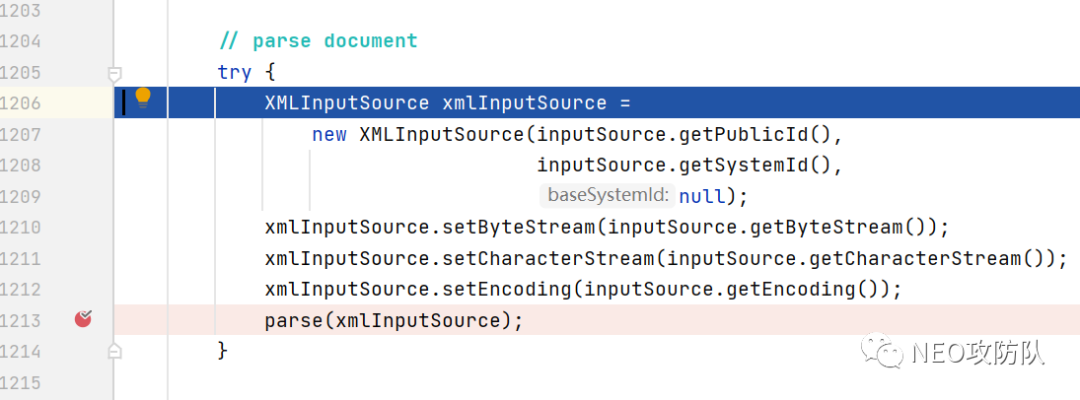 1203
1204 // parse document
1205 try {
1206 XMLInputSource xmlInputSource =
1207 new XMLInputSource(inputSource.getPublicId(),
1208 inputSource.getSystemId(),
1209 baseSystemId: null);
1210 xmlInputSource.setByteStream(inputSource.getByteStream());
1211 xmlInputSource.setCharacterStream(inputSource.getCharacterStream());
1212 xmlInputSource.setEncoding(inputSource.getEncoding());
1213 parse(xmlInputSource);
1214 }
1215
NEO攻防队